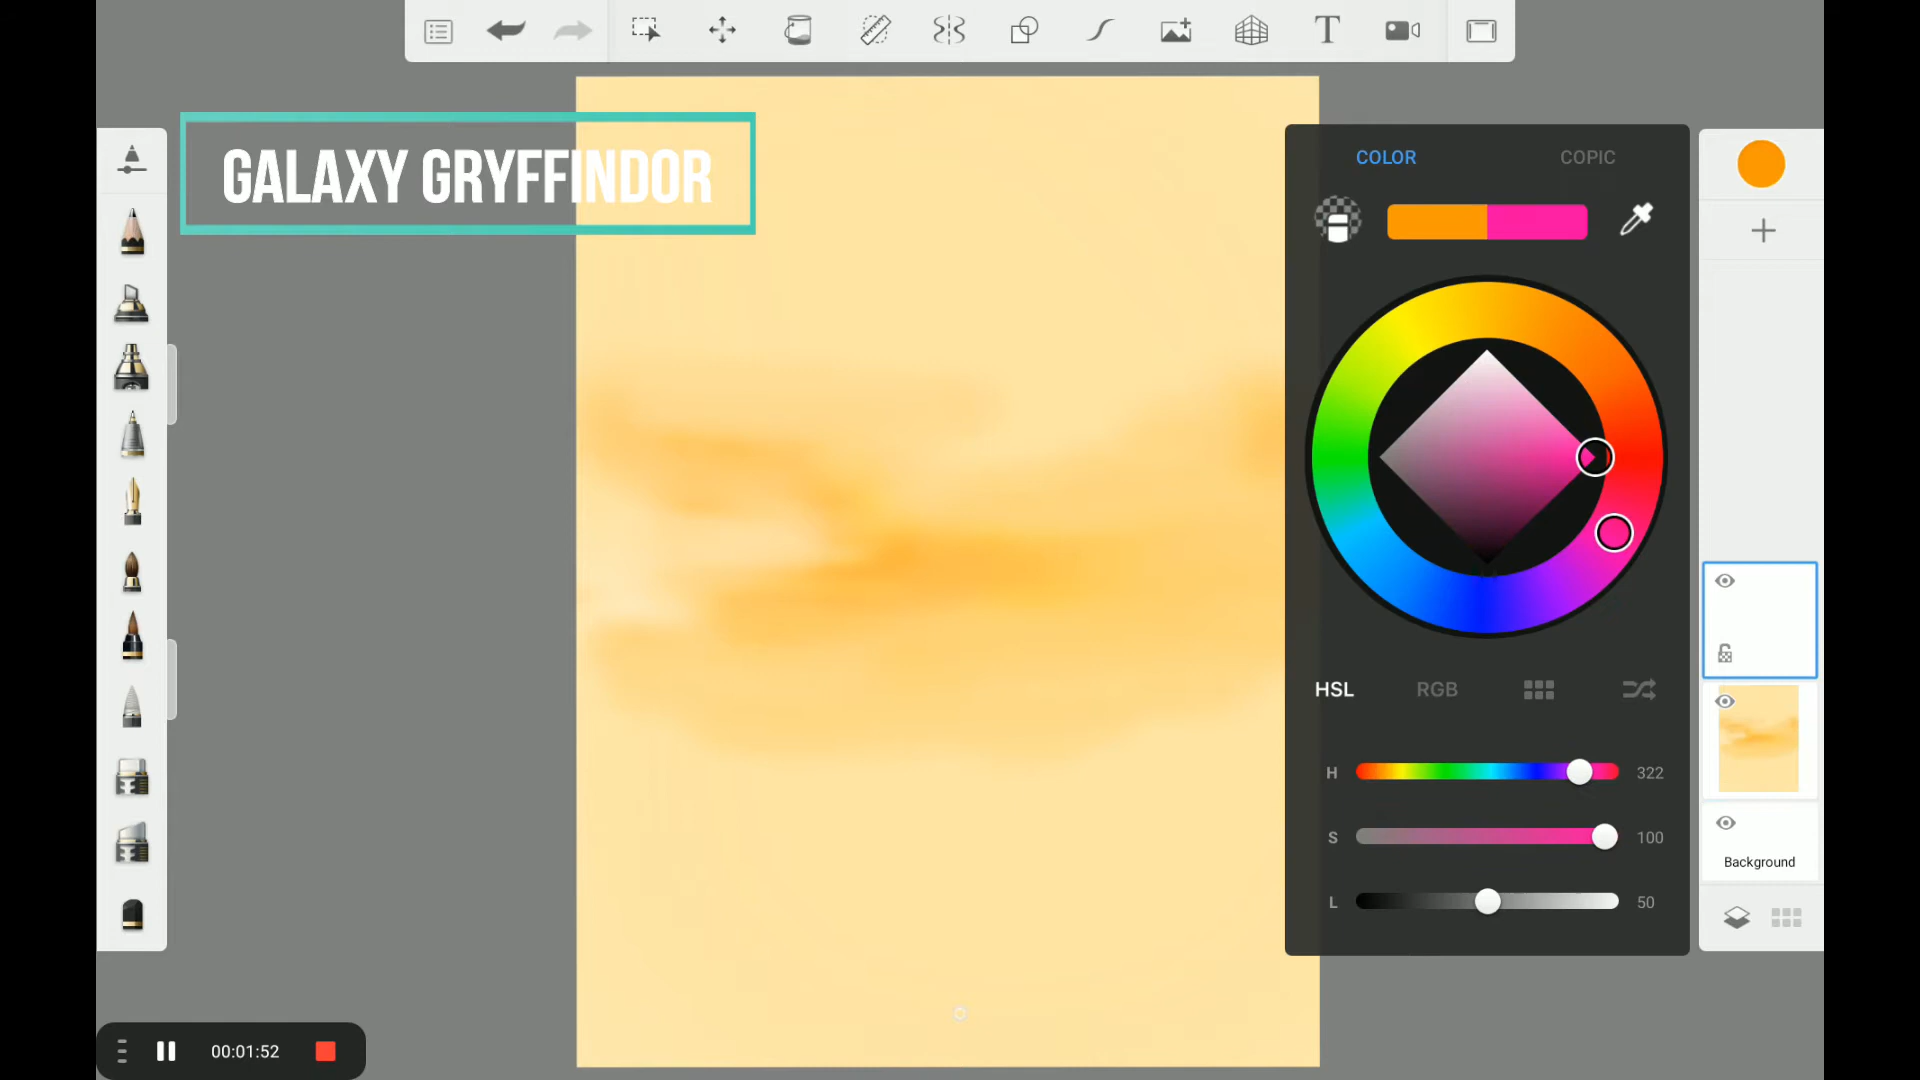 GALAXY GRYFFINDOR
COLOR
COPIC
HSL
RGB
H
322
S
100
L
50
Background
T
00:01:52